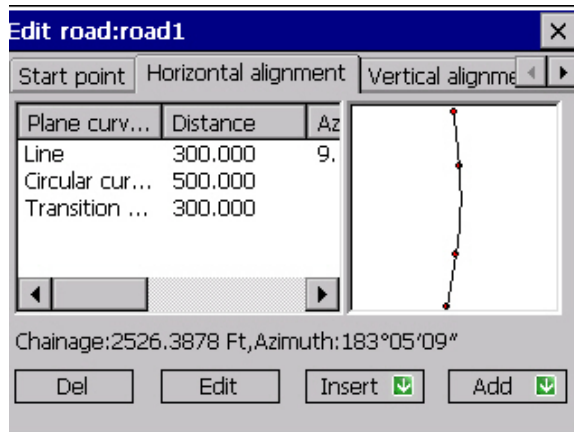 Edit road:road1
Start point Horizontal alignment Vertical alignme
Plane curv... Distance Az
Line 300.000 9.
Circular cur... 500.000
Transition ... 300.000
Chainage:2526.3878 Ft,Azimuth:183°05′09″
Del Edit Insert Add